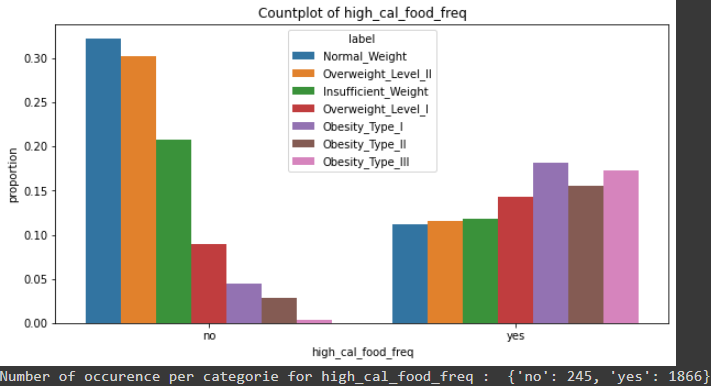 Countplot of high_cal_food_freq
label
Normal_Weight
Overweight_Level_II
Insufficient_Weight
Overweight_Level_I
Obesity_Type_I
Obesity_Type_II
Obesity_Type_III
0.30
0.25
0.20
0.15
0.10
0.05
0.00
proportion
no yes
high_cal_food_freq
Number of occurence per categorie for high_cal_food_freq : {'no': 245, 'yes': 1866}